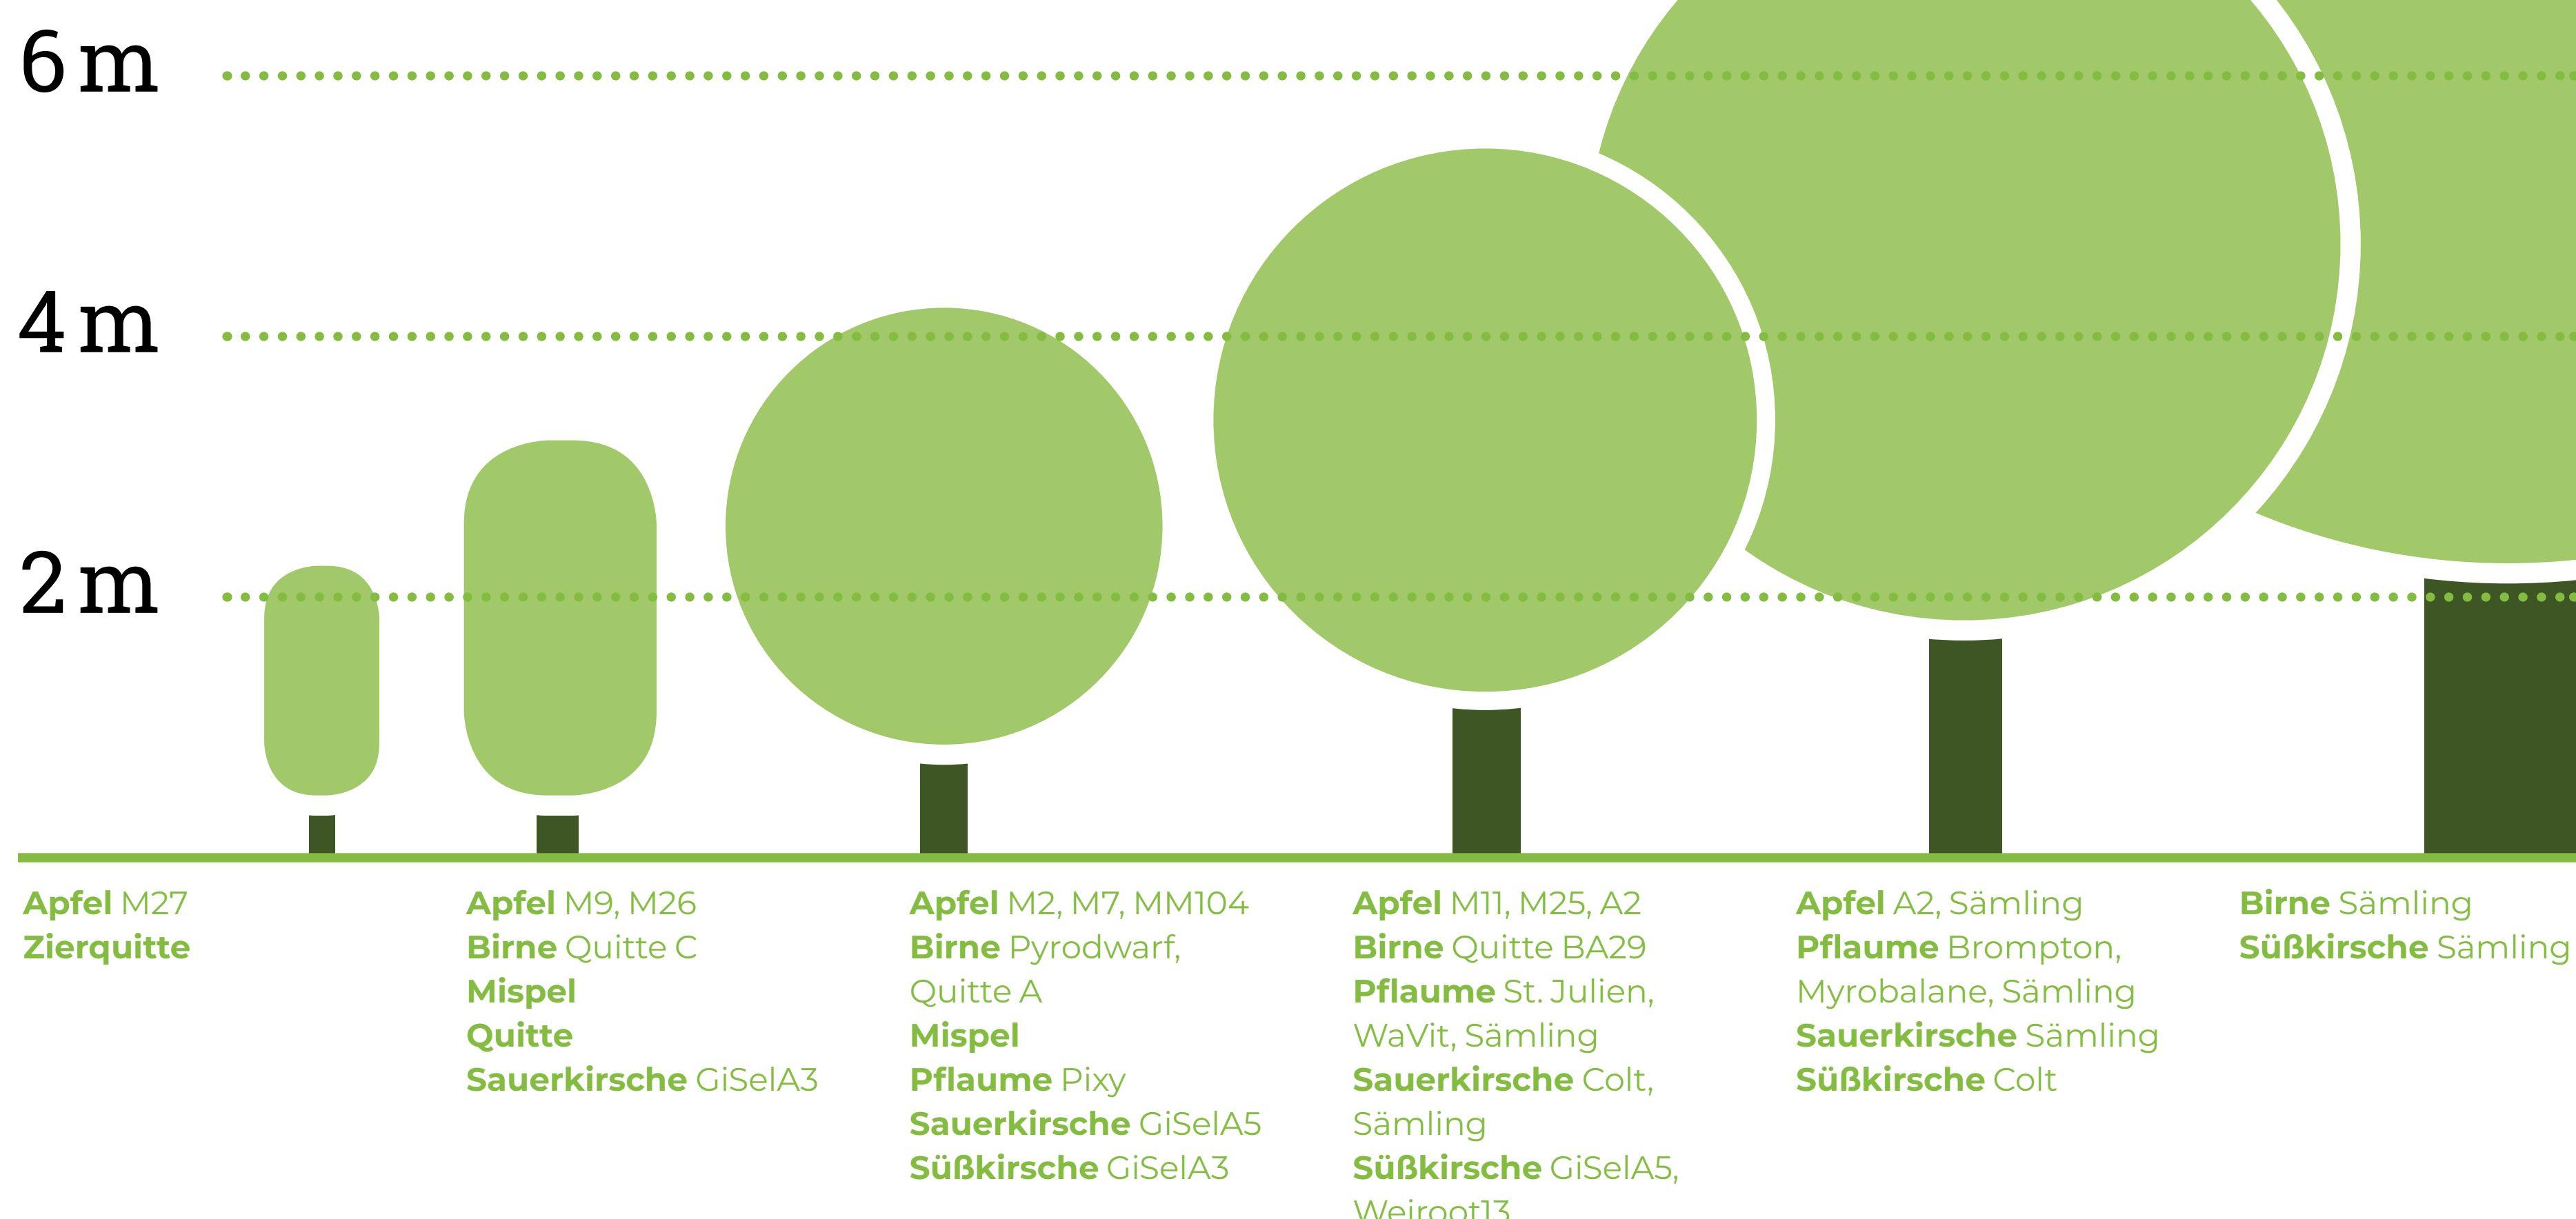 6 m
4 m
2 m
Apfel M27
Zierquitte
Apfel M9, M26
Birne Quitte C
Mispel
Quitte
Sauerkirsche GiSelA3
Apfel M2, M7, MM104
Birne Pyrodwarf,
Quitte A
Mispel
Pflaume Pixy
Sauerkirsche GiSelA5
Süßkirsche GiSelA3
Apfel M11, M25, A2
Birne Quitte BA29
Pflaume St. Julien,
WaVit, Sämling
Sauerkirsche Colt,
Sämling
Süßkirsche GiSelA5,
Weiroot13
Apfel A2, Sämling
Pflaume Brompton,
Myrobalane, Sämling
Sauerkirsche Sämling
Süßkirsche Colt
Birne Sämling
Süßkirsche Sämling